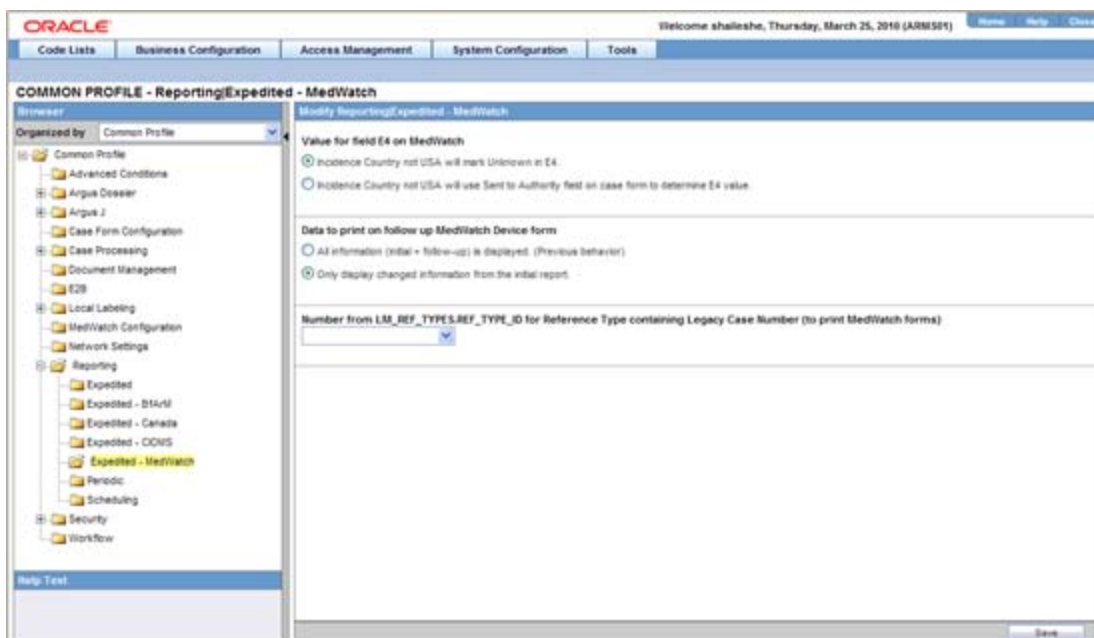 ORACLE
Welcome shaileshe, Thursday, March 25, 2010 (ARMIS01)
Home Help Close
Code Lists Business Configuration Access Management System Configuration Tools
COMMON PROFILE - Reporting|Expedited - MedWatch
Browser
Organized by Common Profile
Common Profile
Advanced Conditions
Argus Dossier
Argus J
Case Form Configuration
Case Processing
Document Management
E2B
Local Labeling
MedWatch Configuration
Network Settings
Reporting
Expedited
Expedited - BfArM
Expedited - Canada
Expedited - CIOMS
Expedited - MedWatch
Periodic
Scheduling
Security
Workflow
Help Text
Modify Reporting|Expedited - MedWatch
Value for field E4 on MedWatch
Incidence Country not USA will mark Unknown in E4.
Incidence Country not USA will use Sent to Authority field on case form to determine E4 value.
Data to print on follow up MedWatch Device form
All information (initial + follow-up) is displayed. (Previous behavior)
Only display changed information from the initial report.
Number from LM_REF_TYPES.REF_TYPE_ID for Reference Type containing Legacy Case Number (to print MedWatch forms)
Save